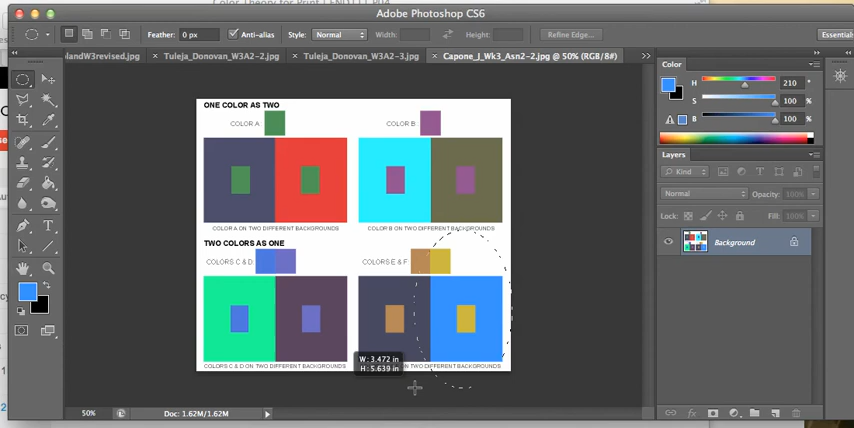 Adobe Photoshop CS6
Feather: 0 px Anti-alias Style: Normal Width: Height: Refine Edge... Essentials
landW3revised.jpg × Tuleja_Donovan_W3A2-2.jpg × Tuleja_Donovan_W3A2-3.jpg × Capone_J_Wk3_Asn2-2.jpg @ 50% (RGB/8#)
Color
H 210 °
S 100 %
B 100 %
Layers
Kind
Normal Opacity: 100%
Lock: Fill: 100%
Background
ONE COLOR AS TWO
COLOR A: COLOR B:
COLOR A ON TWO DIFFERENT BACKGROUNDS COLOR B ON TWO DIFFERENT BACKGROUNDS
TWO COLORS AS ONE
COLORS C & D: COLORS E & F:
W: 3.472 in
H: 5.639 in
COLORS C & D ON TWO DIFFERENT BACKGROUNDS ON TWO DIFFERENT BACKGROUNDS
50% Doc: 1.62M/1.62M